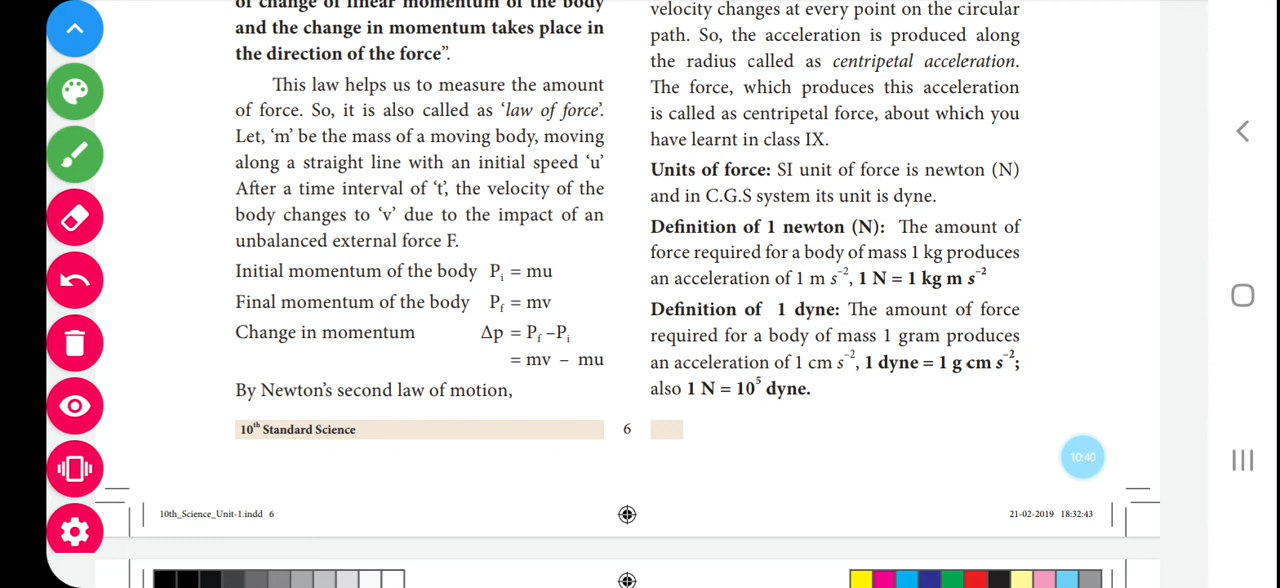 of change of linear momentum of the body
and the change in momentum takes place in
the direction of the force”.
This law helps us to measure the amount
of force. So, it is also called as ‘law of force’.
Let, ‘m’ be the mass of a moving body, moving
along a straight line with an initial speed ‘u’
After a time interval of ‘t’, the velocity of the
body changes to ‘v’ due to the impact of an
unbalanced external force F.
Initial momentum of the body Pᵢ = mu
Final momentum of the body P_f = mv
Change in momentum Δp = P_f –Pᵢ
= mv – mu
By Newton’s second law of motion,
velocity changes at every point on the circular
path. So, the acceleration is produced along
the radius called as centripetal acceleration.
The force, which produces this acceleration
is called as centripetal force, about which you
have learnt in class IX.
Units of force: SI unit of force is newton (N)
and in C.G.S system its unit is dyne.
Definition of 1 newton (N): The amount of
force required for a body of mass 1 kg produces
an acceleration of 1 m s⁻², 1 N = 1 kg m s⁻²
Definition of 1 dyne: The amount of force
required for a body of mass 1 gram produces
an acceleration of 1 cm s⁻², 1 dyne = 1 g cm s⁻²;
also 1 N = 10⁵ dyne.
10th Standard Science
6
10:40
10th_Science_Unit-1.indd 6
21-02-2019 18:32:43